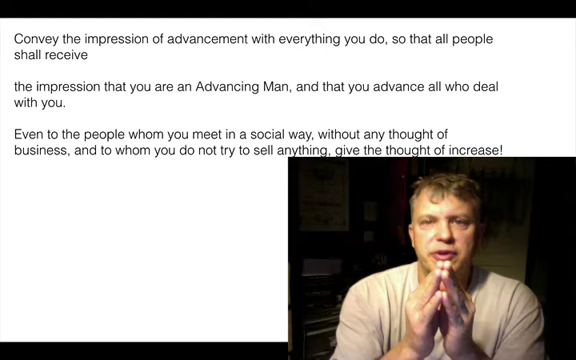 Convey the impression of advancement with everything you do, so that all people
shall receive
the impression that you are an Advancing Man, and that you advance all who deal
with you.
Even to the people whom you meet in a social way, without any thought of
business, and to whom you do not try to sell anything, give the thought of increase!